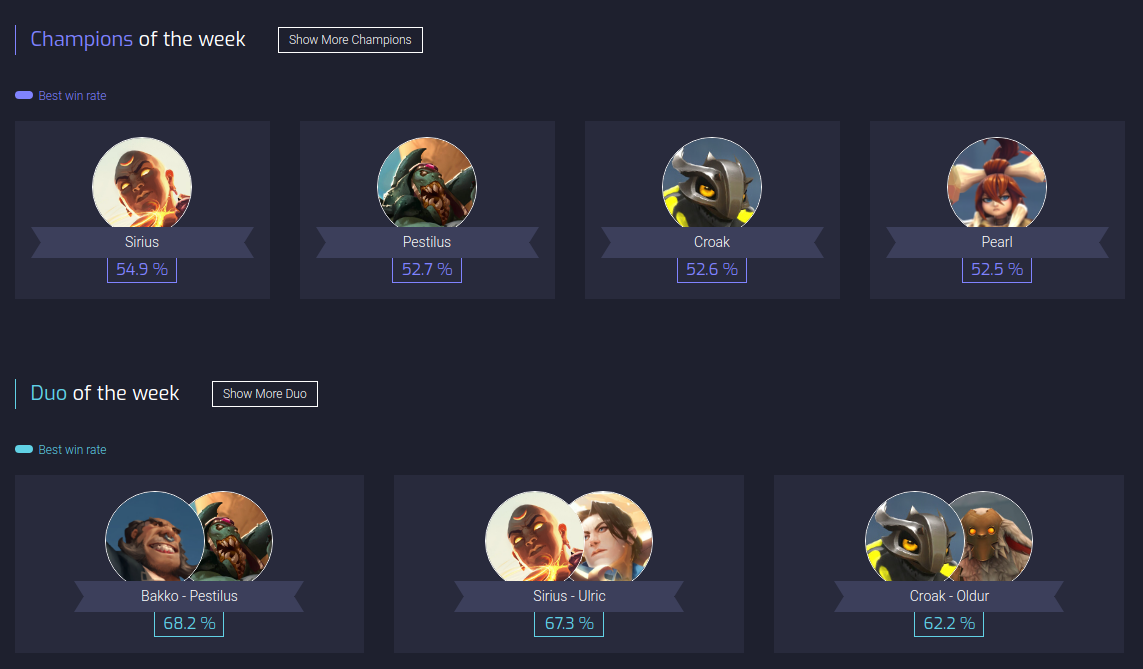 Champions of the week
Show More Champions
Best win rate
Sirius
54.9 %
Pestilus
52.7 %
Croak
52.6 %
Pearl
52.5 %
Duo of the week
Show More Duo
Best win rate
Bakko - Pestilus
68.2 %
Sirius - Ulric
67.3 %
Croak - Oldur
62.2 %